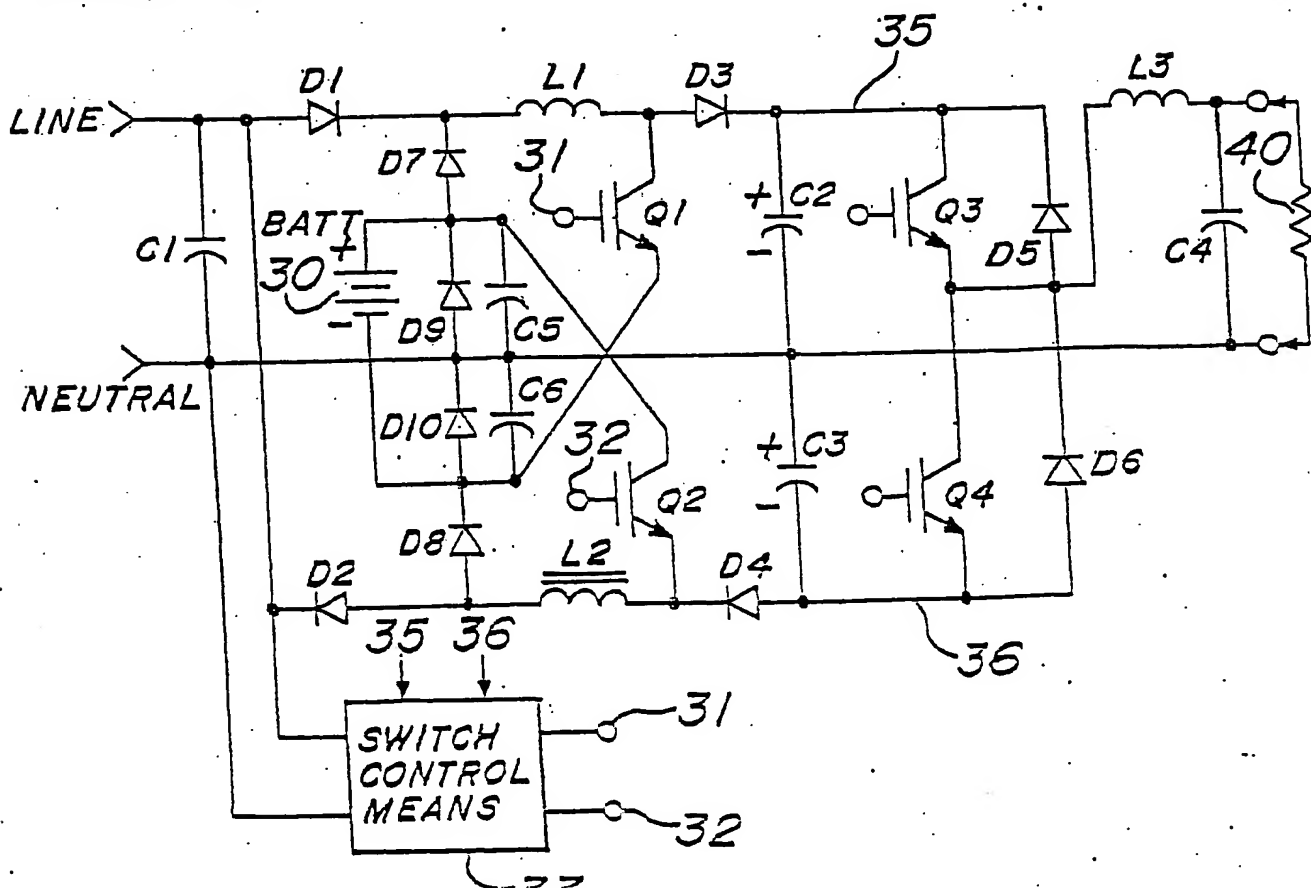 35
D1
L1
D3
L3
LINE
D7
31
40
BATT
+
Q1
+
C2
Q3
C1
30
-
D5
C4
-
D9
C5
NEUTRAL
C6
D10
32
+
C3
D6
Q2
-
Q4
D8
L2
D2
D4
35 36
36
31
SWITCH
CONTROL
MEANS
32